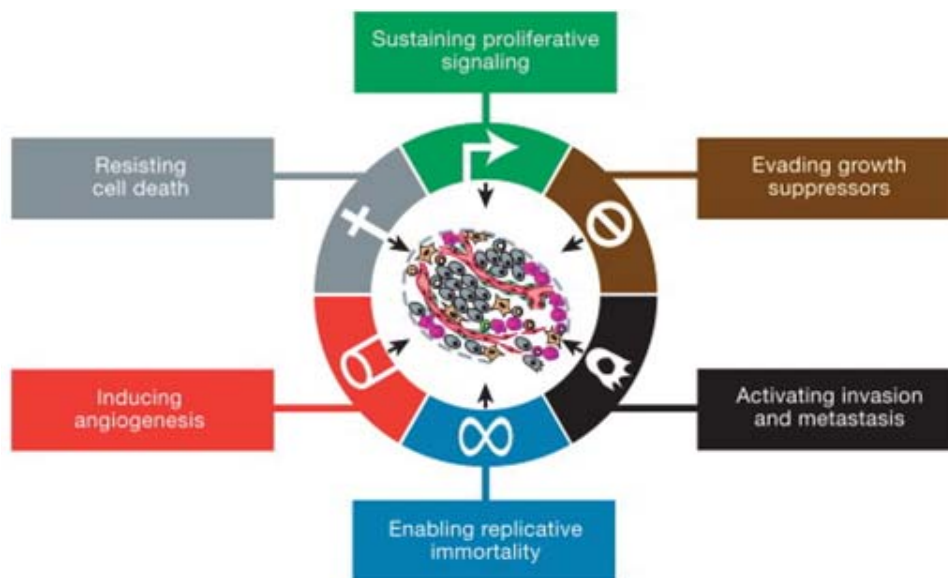 Sustaining proliferative
signaling
Resisting
cell death
Evading growth
suppressors
Inducing
angiogenesis
Activating invasion
and metastasis
Enabling replicative
immortality